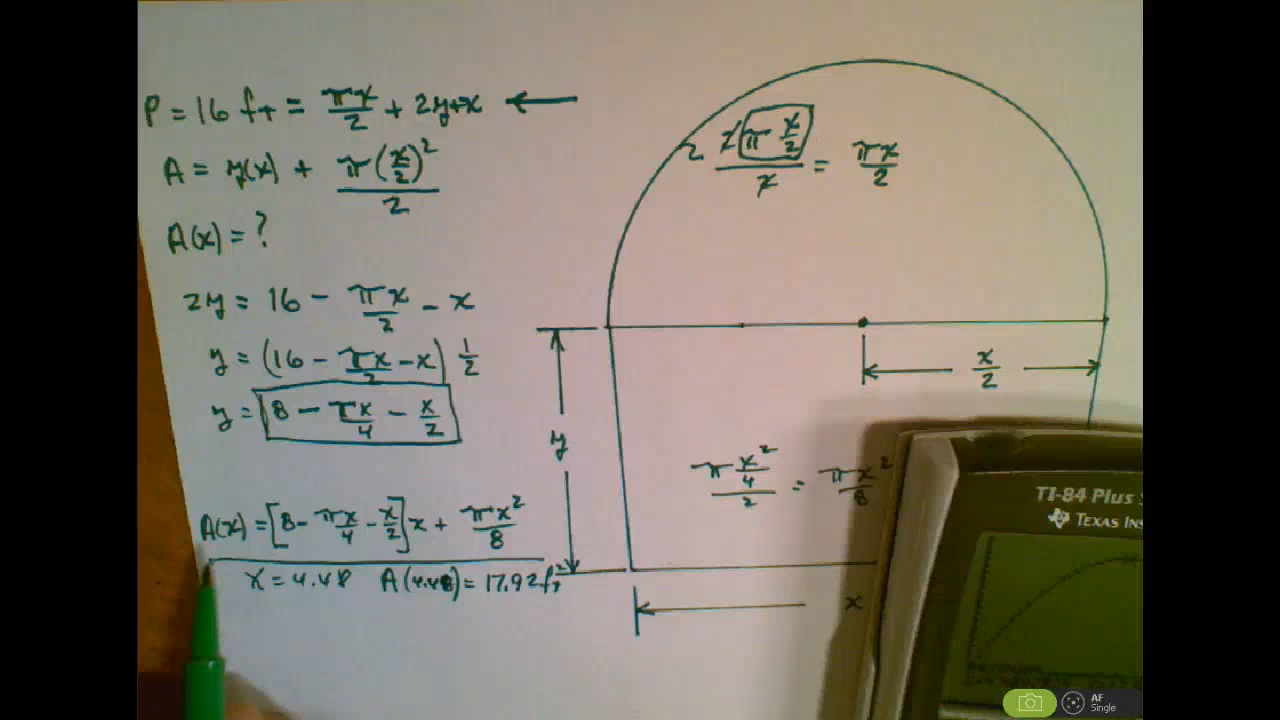 P = 16 ft = πx/2 + 2y+x ←
A = y(x) + π(x/2)²/2
A(x) = ?
2y = 16 - πx/2 - x
y = (16 - πx/2 - x) 1/2
y = 8 - πx/4 - x/2
A(x) = [8 - πx/4 - x/2]x + πx²/8
x = 4.48 A(4.48) = 17.92 ft²
2 2(π x/2)/2 = πx/2
x/2
y
π x²/4/2 = πx²/8
x
TI-84 Plus S
TEXAS INS
AF
Single